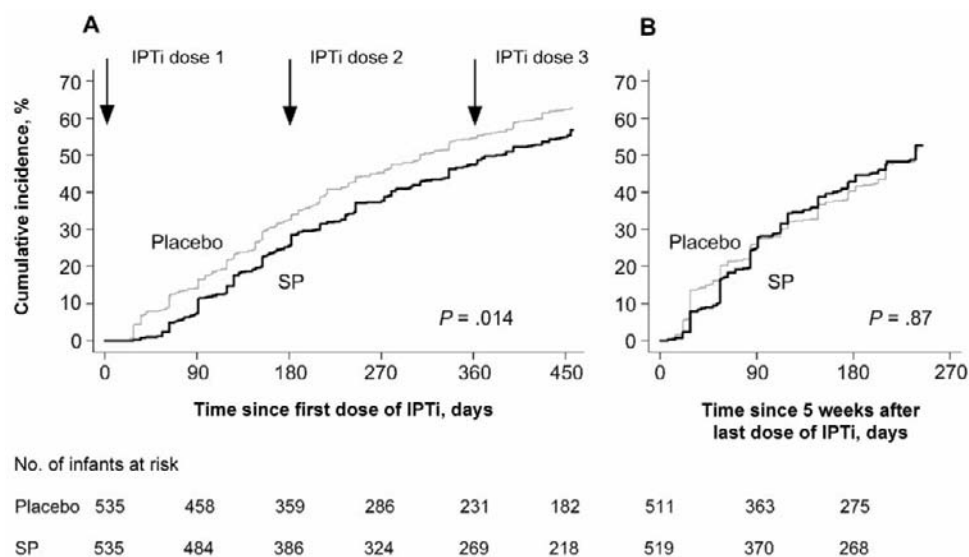 A
B
IPTi dose 1 IPTi dose 2 IPTi dose 3
Cumulative incidence, %
70
60
50
40
30
20
10
0
Placebo
SP
P = .014
0 90 180 270 360 450
Time since first dose of IPTi, days
70
60
50
40
30
20
10
0
Placebo
SP
P = .87
0 90 180 270
Time since 5 weeks after
last dose of IPTi, days
No. of infants at risk
Placebo 535 458 359 286 231 182 511 363 275
SP 535 484 386 324 269 218 519 370 268